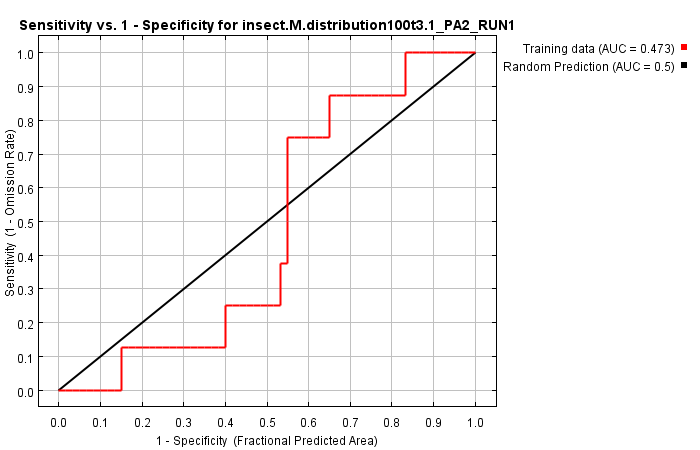 Sensitivity vs. 1 - Specificity for insect.M.distribution100t3.1_PA2_RUN1
Training data (AUC = 0.473)
Random Prediction (AUC = 0.5)
Sensitivity (1 - Omission Rate)
1.0
0.9
0.8
0.7
0.6
0.5
0.4
0.3
0.2
0.1
0.0
0.0 0.1 0.2 0.3 0.4 0.5 0.6 0.7 0.8 0.9 1.0
1 - Specificity (Fractional Predicted Area)